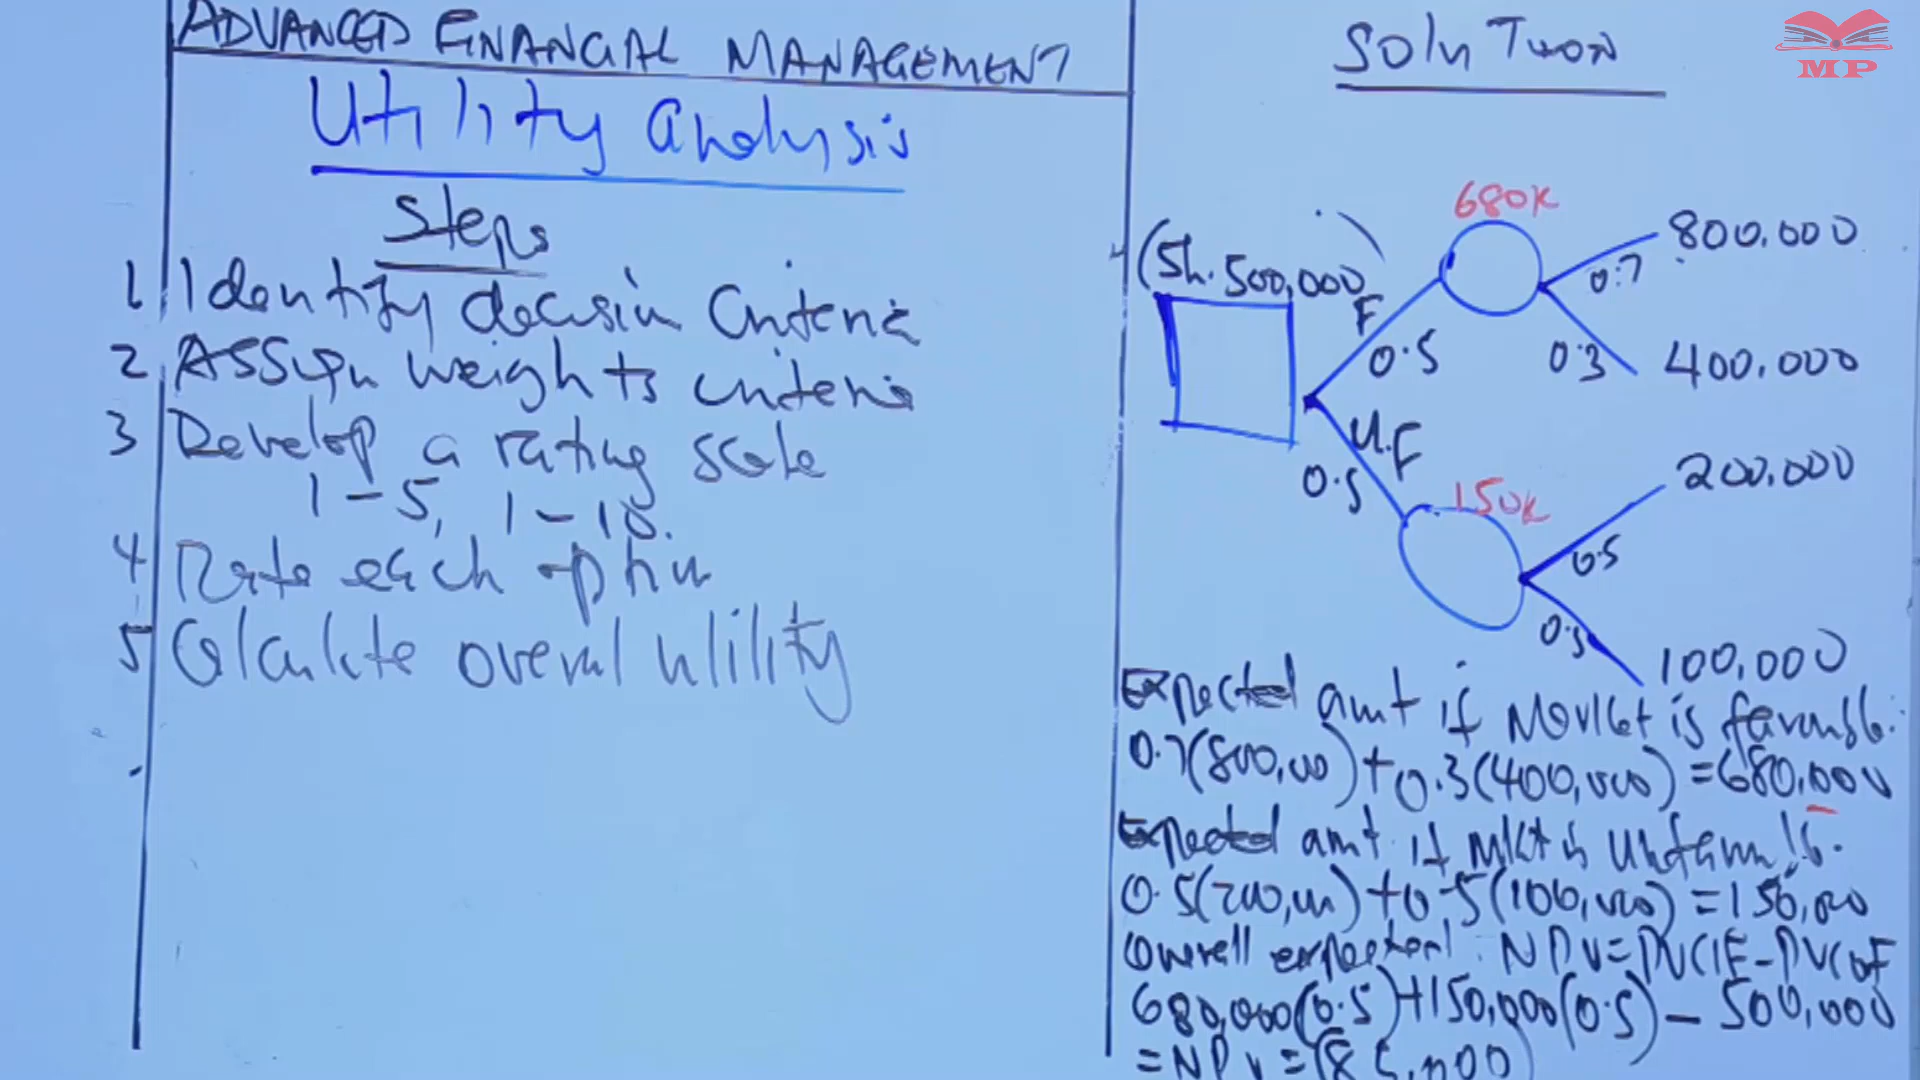 ADVANCED FINANCIAL MANAGEMENT
Utility analysis
Steps
1 Identify decision Criteria
2 Assign weights criteria
3 Develop a rating scale
1 - 5, 1 - 10.
4 Rate each option
5 Calculate overall utility
Solution
MP
680K
800.000
(Sh. 500,000)
F
0.7
0.5
0.3
400.000
U.F
0.5
150K
200.000
0.5
0.5
100,000
Expected amt if Market is favourable.
0.7(800,000) + 0.3(400,000) = 680,000
Expected amt if Mkt is Unfavourable.
0.5(200,000) + 0.5(100,000) = 150,000
Overall expected: NPV = PVCIF - PVCOF
680,000(0.5) + 150,000(0.5) - 500,000
= NPV = (85,000)